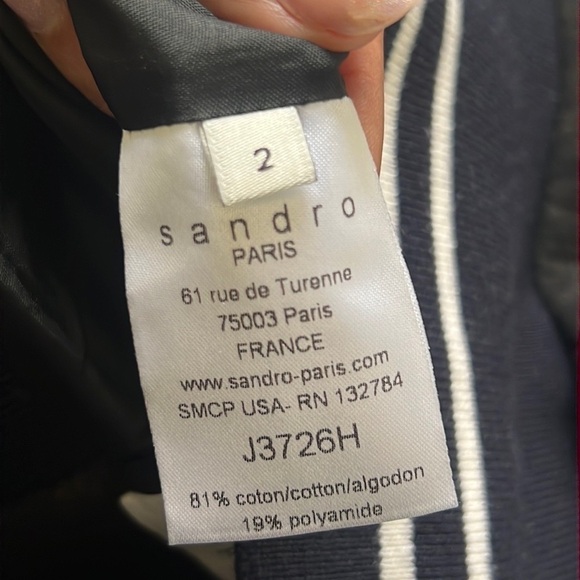 2
sandro
PARIS
61 rue de Turenne
75003 Paris
FRANCE
www.sandro-paris.com
SMCP USA- RN 132784
J3726H
81% coton/cotton/algodon
19% polyamide